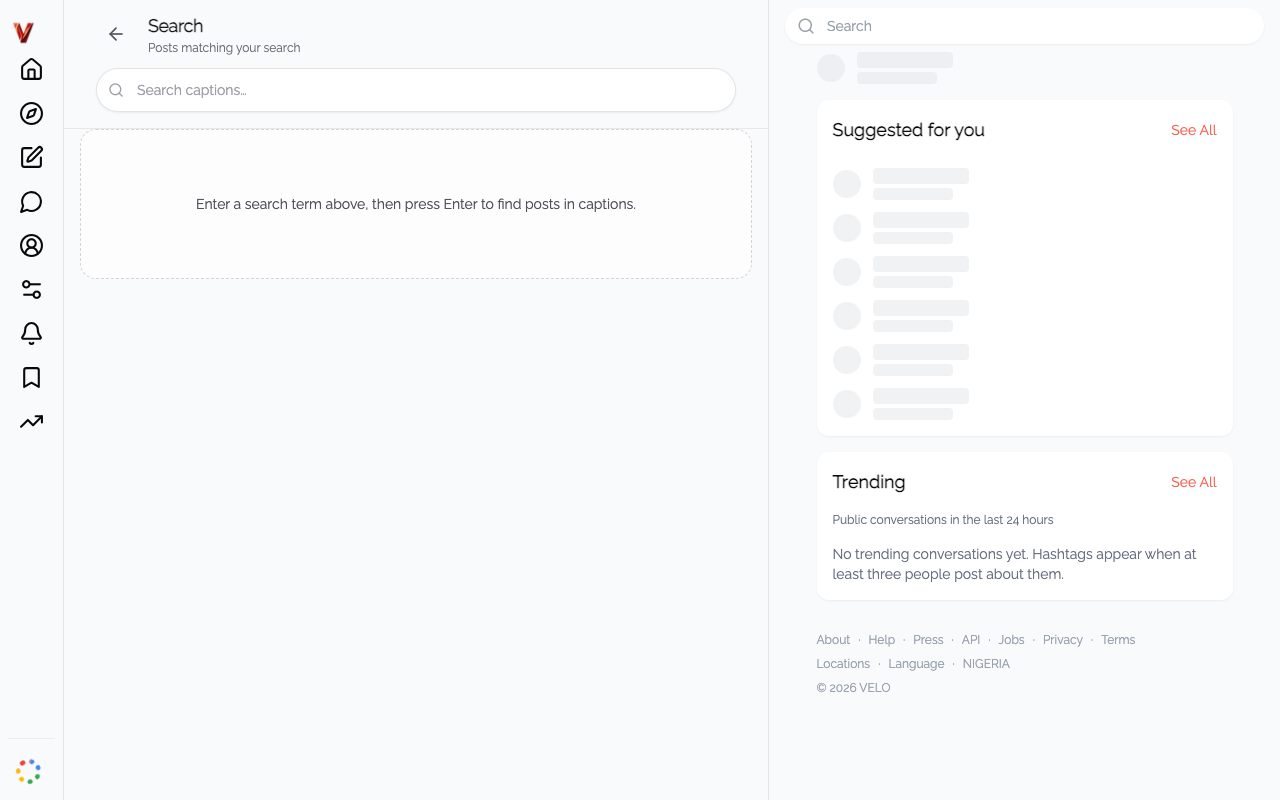 Search
Posts matching your search
Search captions…
Enter a search term above, then press Enter to find posts in captions.
Search
Suggested for you
See All
Trending
See All
Public conversations in the last 24 hours
No trending conversations yet. Hashtags appear when at
least three people post about them.
About · Help · Press · API · Jobs · Privacy · Terms
Locations · Language · NIGERIA
© 2026 VELO